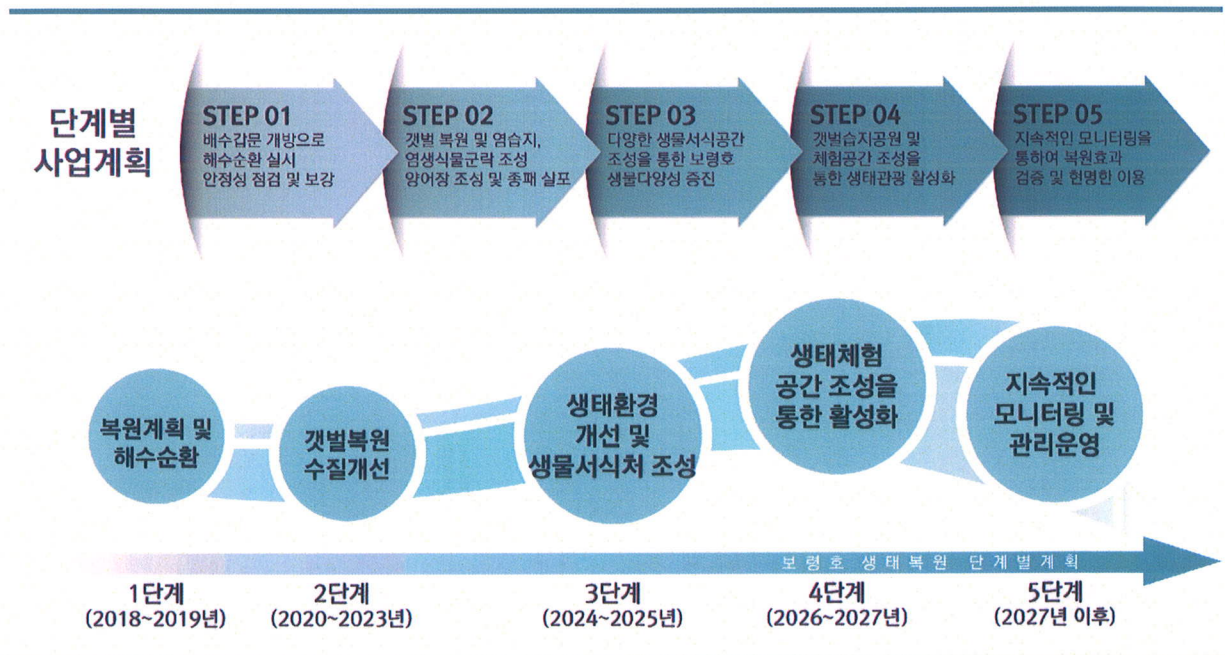 단계별
사업계획
STEP 01
배수갑문 개방으로
해수순환 실시
안정성 점검 및 보강
STEP 02
갯벌 복원 및 염습지,
염생식물군락 조성
양어장 조성 및 종패 살포
STEP 03
다양한 생물서식공간
조성을 통한 보령호
생물다양성 증진
STEP 04
갯벌습지공원 및
체험공간 조성을
통한 생태관광 활성화
STEP 05
지속적인 모니터링을
통하여 복원효과
검증 및 현명한 이용
복원계획 및
해수순환
갯벌복원
수질개선
생태환경
개선 및
생물서식처 조성
생태체험
공간 조성을
통한 활성화
지속적인
모니터링 및
관리운영
보령호 생태복원 단계별계획
1단계
(2018~2019년)
2단계
(2020~2023년)
3단계
(2024~2025년)
4단계
(2026~2027년)
5단계
(2027년 이후)